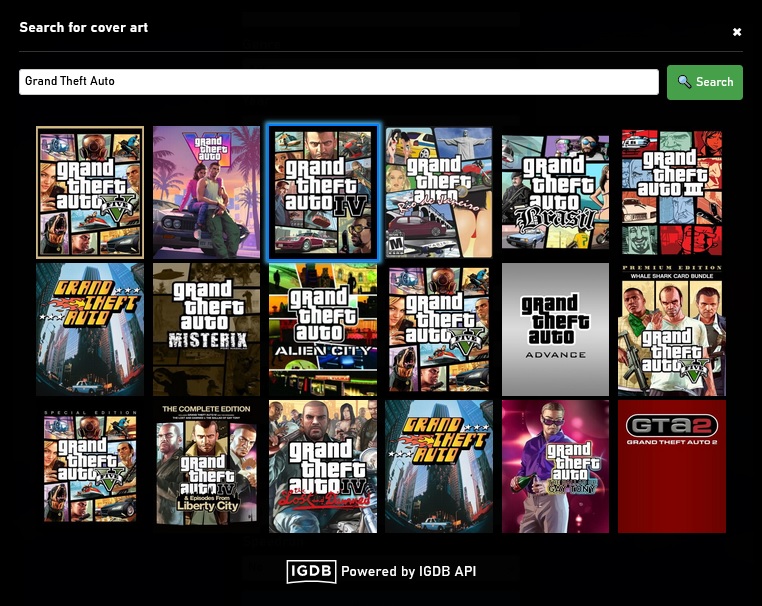 Search for cover art
✖
Grand Theft Auto
Search
grand
theft
auto
V
FIVE
grand
theft
auto
VI
grand
theft
auto IV
grand
theft
auto
Rio de Janeiro
M
grand
theft
auto
Brasil
grand
theft
auto III
GRAND
THEFT
AUTO
grand
theft
auto
MISTERIX
grand
theft
auto
ALIEN CITY
grand
theft
auto V
FIVE
grand
theft
auto
ADVANCE
PREMIUM EDITION
WHALE SHARK CARD BUNDLE
grand
theft
auto V
FIVE
SPECIAL EDITION
grand
theft
auto V
FIVE
THE COMPLETE EDITION
grand
theft
auto IV
& Episodes From
Liberty City
grand
theft
auto IV
The Lost and Damned
GRAND
THEFT
AUTO
grand
theft
auto
THE BALLAD OF
GAY TONY
GTA2
GRAND THEFT AUTO 2
IGDB Powered by IGDB API